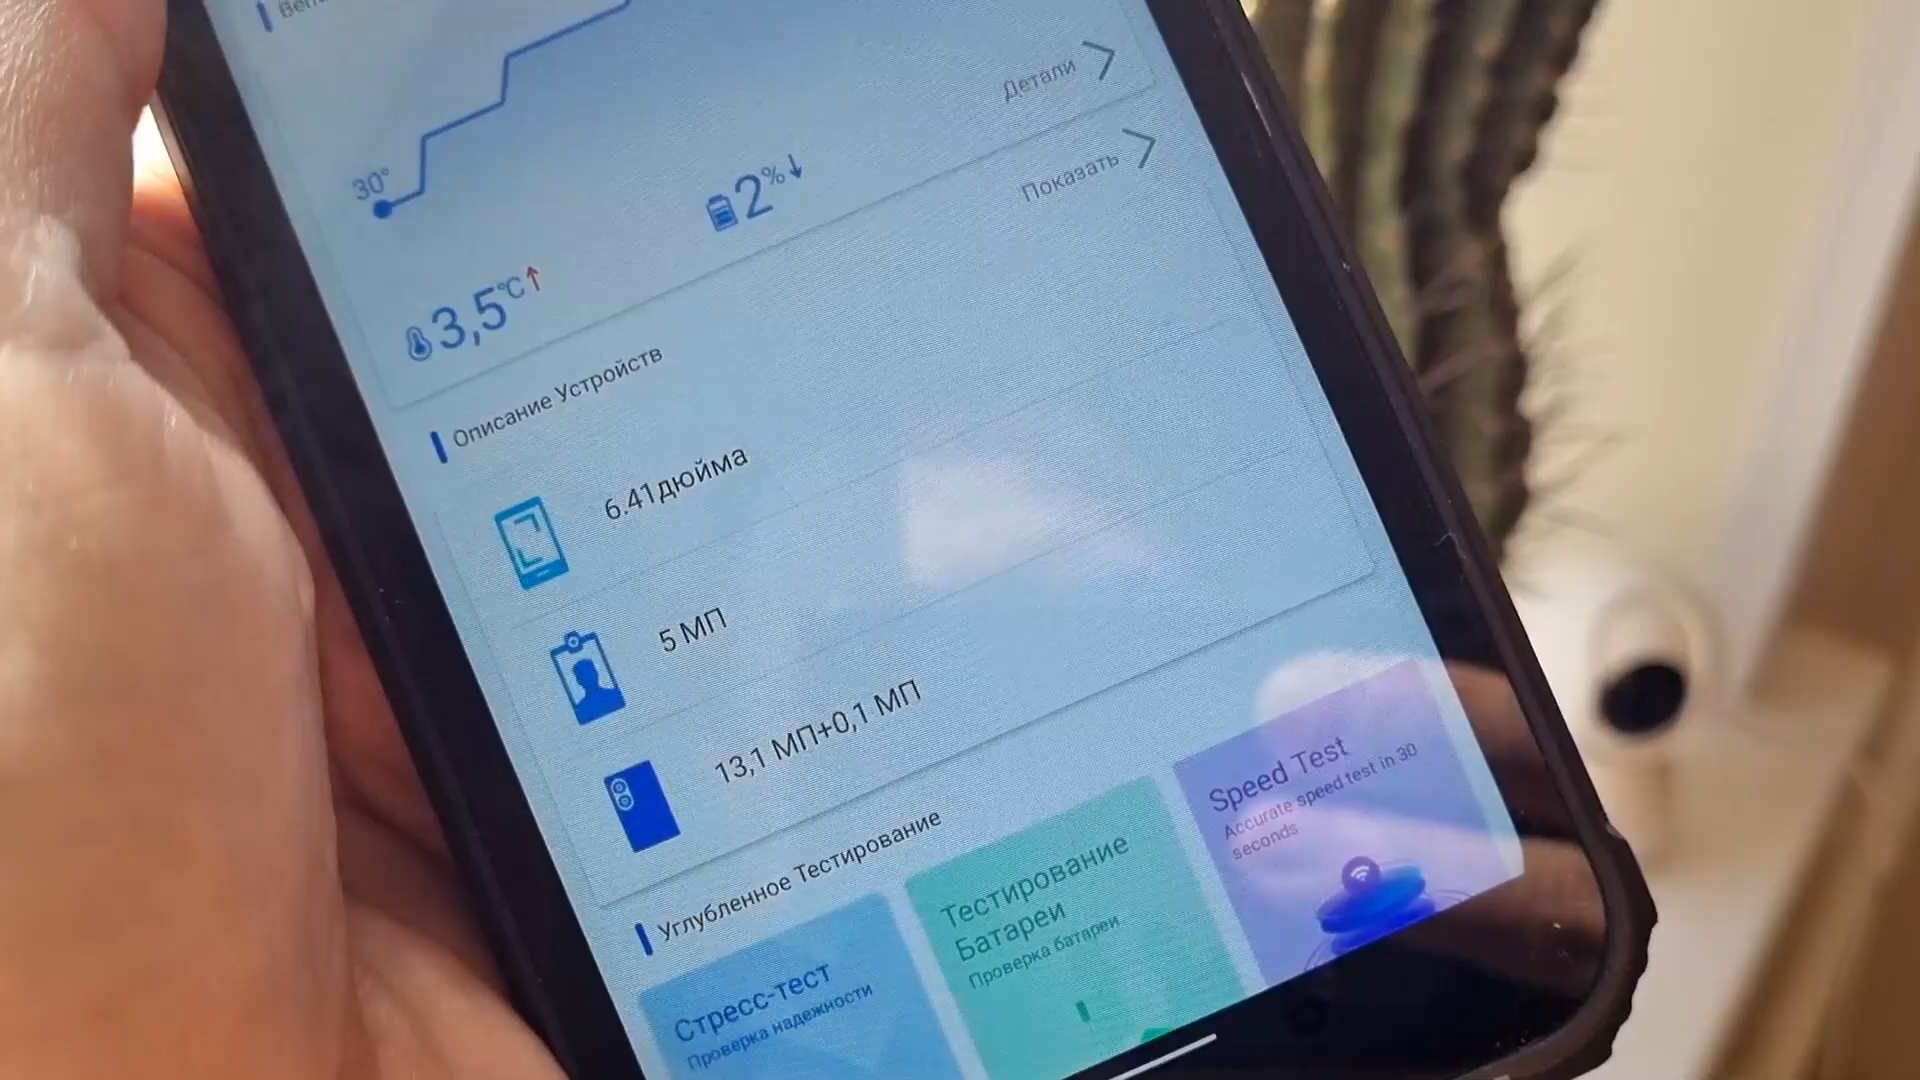 30°
Детали
2%↓
3,5°C↑
Показать
Описание Устройств
6.41дюйма
5 МП
13,1 МП+0,1 МП
Углубленное Тестирование
Стресс-тест
Проверка надежности
Тестирование
Батареи
Проверка батареи
Speed Test
Accurate speed test in 30
seconds